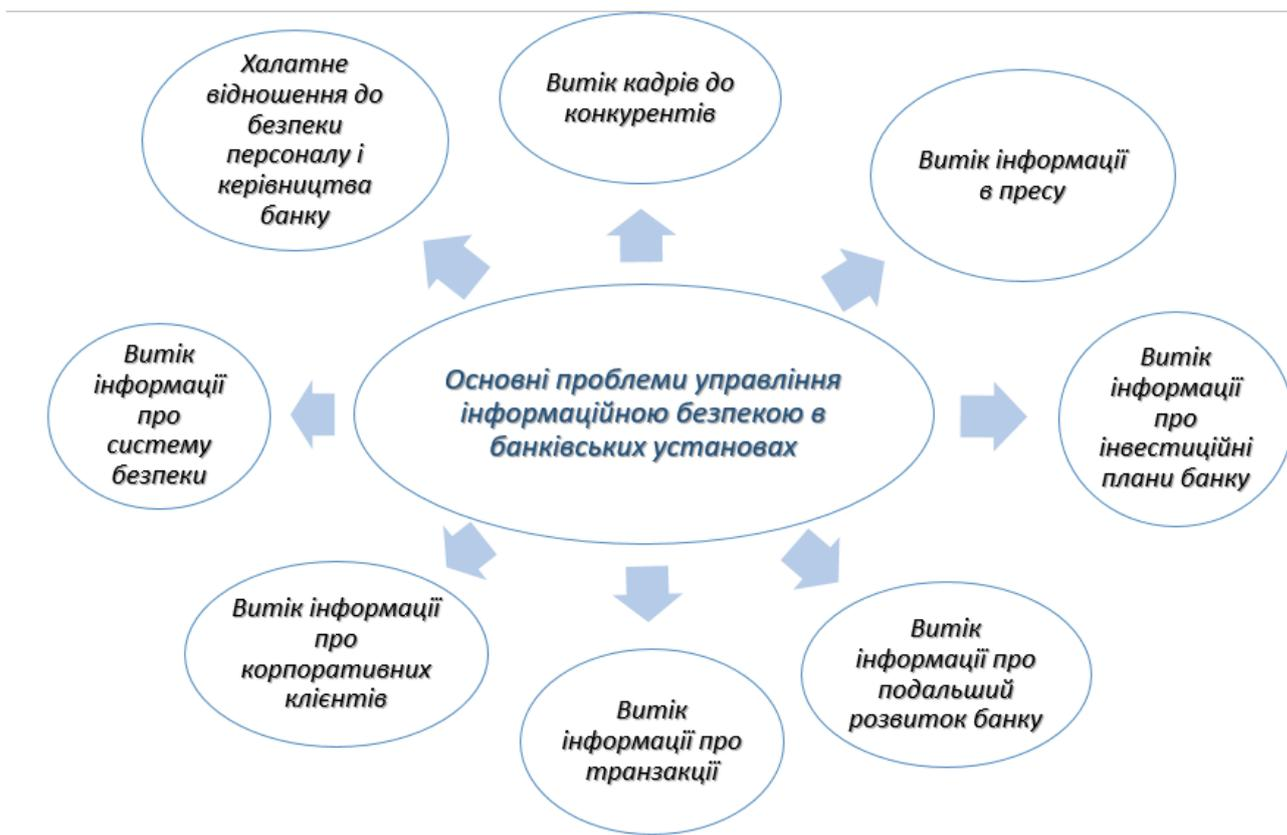 Халатне
відношення до
безпеки
персоналу і
керівництва
банку
Витік кадрів до
конкурентів
Витік інформації
в пресу
Витік
інформації
про
систему
безпеки
Основні проблеми управління
інформаційною безпекою в
банківських установах
Витік
інформації
про
інвестиційні
плани банку
Витік інформації
про
корпоративних
клієнтів
Витік
інформації про
транзакції
Витік
інформації про
подальший
розвиток банку